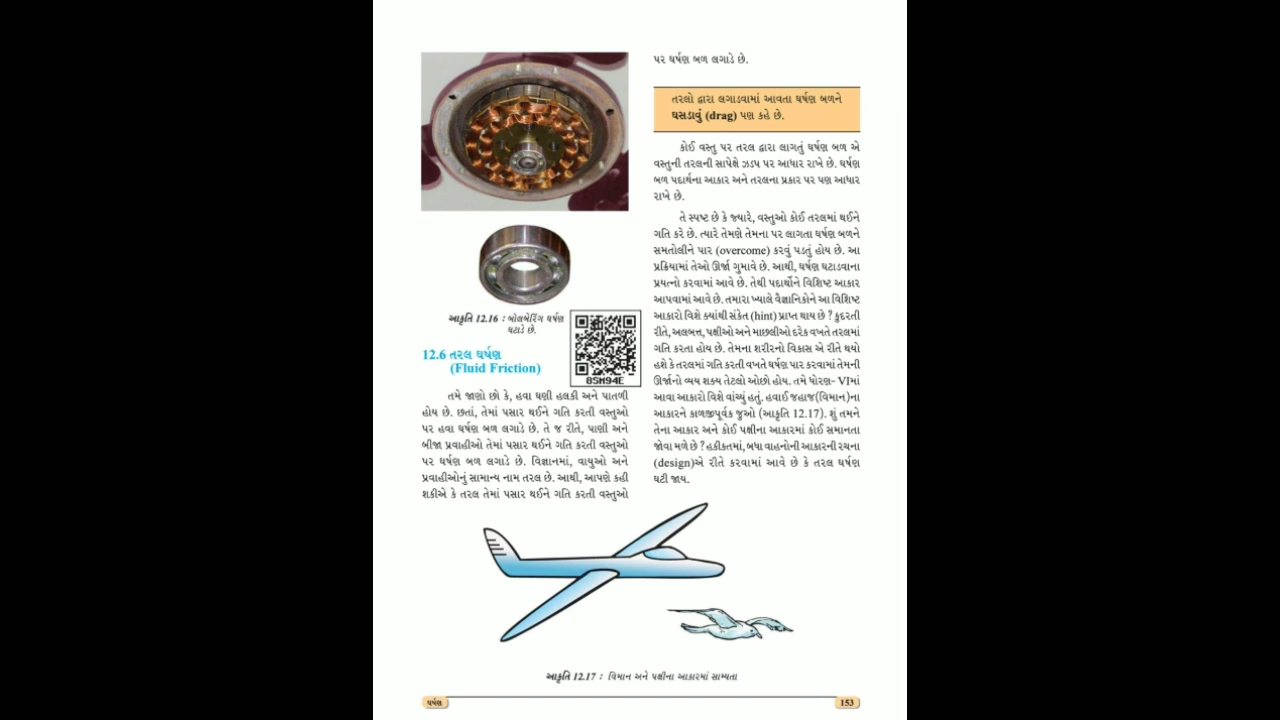 આકૃતિ 12.16 : બોલબેરિંગ ઘર્ષણ
ઘટાડે છે.
8SM94E
12.6 તરલ ઘર્ષણ
(Fluid Friction)
તમે જાણો છો કે, હવા ઘણી હલકી અને પાતળી
હોય છે. છતાં, તેમાં પસાર થઈને ગતિ કરતી વસ્તુઓ
પર હવા ઘર્ષણ બળ લગાડે છે. તે જ રીતે, પાણી અને
બીજા પ્રવાહીઓ તેમાં પસાર થઈને ગતિ કરતી વસ્તુઓ
પર ઘર્ષણ બળ લગાડે છે. વિજ્ઞાનમાં, વાયુઓ અને
પ્રવાહીઓનું સામાન્ય નામ તરલ છે. આથી, આપણે કહી
શકીએ કે તરલ તેમાં પસાર થઈને ગતિ કરતી વસ્તુઓ
પર ઘર્ષણ બળ લગાડે છે.
તરલો દ્વારા લગાડવામાં આવતા ઘર્ષણ બળને
ઘસડાવું (drag) પણ કહે છે.
કોઈ વસ્તુ પર તરલ દ્વારા લાગતું ઘર્ષણ બળ એ
વસ્તુની તરલની સાપેક્ષે ઝડપ પર આધાર રાખે છે. ઘર્ષણ
બળ પદાર્થના આકાર અને તરલના પ્રકાર પર પણ આધાર
રાખે છે.
તે સ્પષ્ટ છે કે જ્યારે, વસ્તુઓ કોઈ તરલમાં થઈને
ગતિ કરે છે. ત્યારે તેમણે તેમના પર લાગતા ઘર્ષણ બળને
સમતોલીને પાર (overcome) કરવું પડતું હોય છે. આ
પ્રક્રિયામાં તેઓ ઊર્જા ગુમાવે છે. આથી, ઘર્ષણ ઘટાડવાના
પ્રયત્નો કરવામાં આવે છે. તેથી પદાર્થોને વિશિષ્ટ આકાર
આપવામાં આવે છે. તમારા ખ્યાલે વૈજ્ઞાનિકોને આ વિશિષ્ટ
આકારો વિશે ક્યાંથી સંકેત (hint) પ્રાપ્ત થાય છે ? કુદરતી
રીતે, અલબત્ત, પક્ષીઓ અને માછલીઓ દરેક વખતે તરલમાં
ગતિ કરતા હોય છે. તેમના શરીરનો વિકાસ એ રીતે થયો
હશે કે તરલમાં ગતિ કરતી વખતે ઘર્ષણ પાર કરવામાં તેમની
ઊર્જાનો વ્યય શક્ય તેટલો ઓછો હોય. તમે ધોરણ- VIમાં
આવા આકારો વિશે વાંચ્યું હતું. હવાઈ જહાજ(વિમાન)ના
આકારને કાળજીપૂર્વક જુઓ (આકૃતિ 12.17). શું તમને
તેના આકાર અને કોઈ પક્ષીના આકારમાં કોઈ સમાનતા
જોવા મળે છે ? હકીકતમાં, બધા વાહનોની આકારની રચના
(design)એ રીતે કરવામાં આવે છે કે તરલ ઘર્ષણ
ઘટી જાય.
આકૃતિ 12.17 : વિમાન અને પક્ષીના આકારમાં સામ્યતા
ઘર્ષણ
153